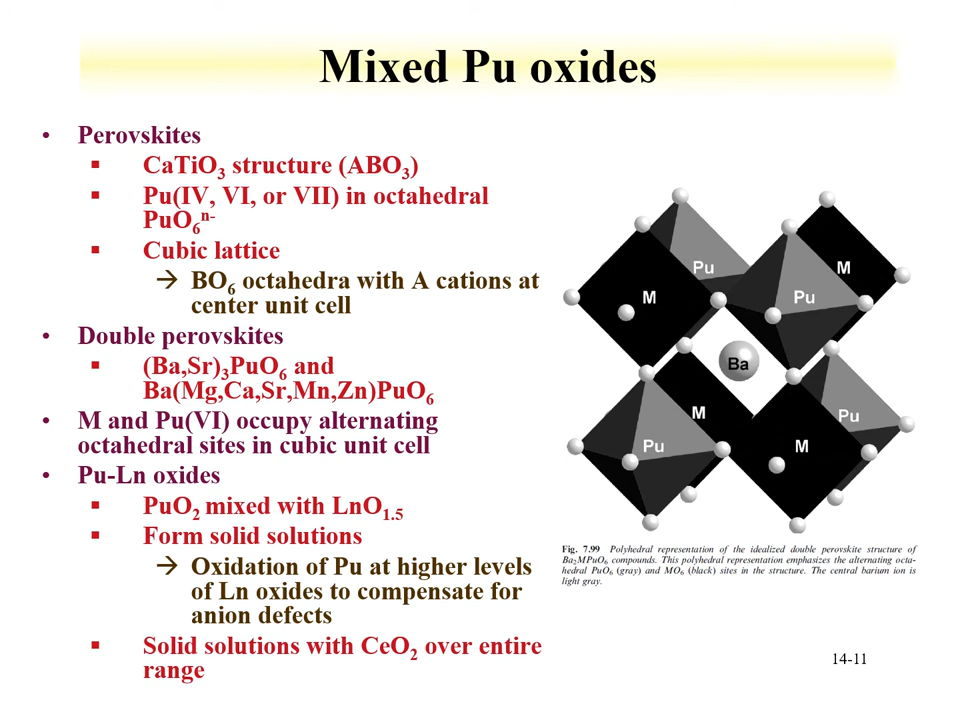 Mixed Pu oxides
• Perovskites
▪ CaTiO3 structure (ABO3)
▪ Pu(IV, VI, or VII) in octahedral
PuO6n-
▪ Cubic lattice
→ BO6 octahedra with A cations at
center unit cell
• Double perovskites
▪ (Ba,Sr)3PuO6 and
Ba(Mg,Ca,Sr,Mn,Zn)PuO6
• M and Pu(VI) occupy alternating
octahedral sites in cubic unit cell
• Pu-Ln oxides
▪ PuO2 mixed with LnO1.5
▪ Form solid solutions
→ Oxidation of Pu at higher levels
of Ln oxides to compensate for
anion defects
▪ Solid solutions with CeO2 over entire
range
Pu
M
M
Pu
Ba
M
Pu
Pu
M
Fig. 7.99 Polyhedral representation of the idealized double perovskite structure of
Ba2MPuO6 compounds. This polyhedral representation emphasizes the alternating octa-
hedral PuO6 (gray) and MO6 (black) sites in the structure. The central barium ion is
light gray.
14-11